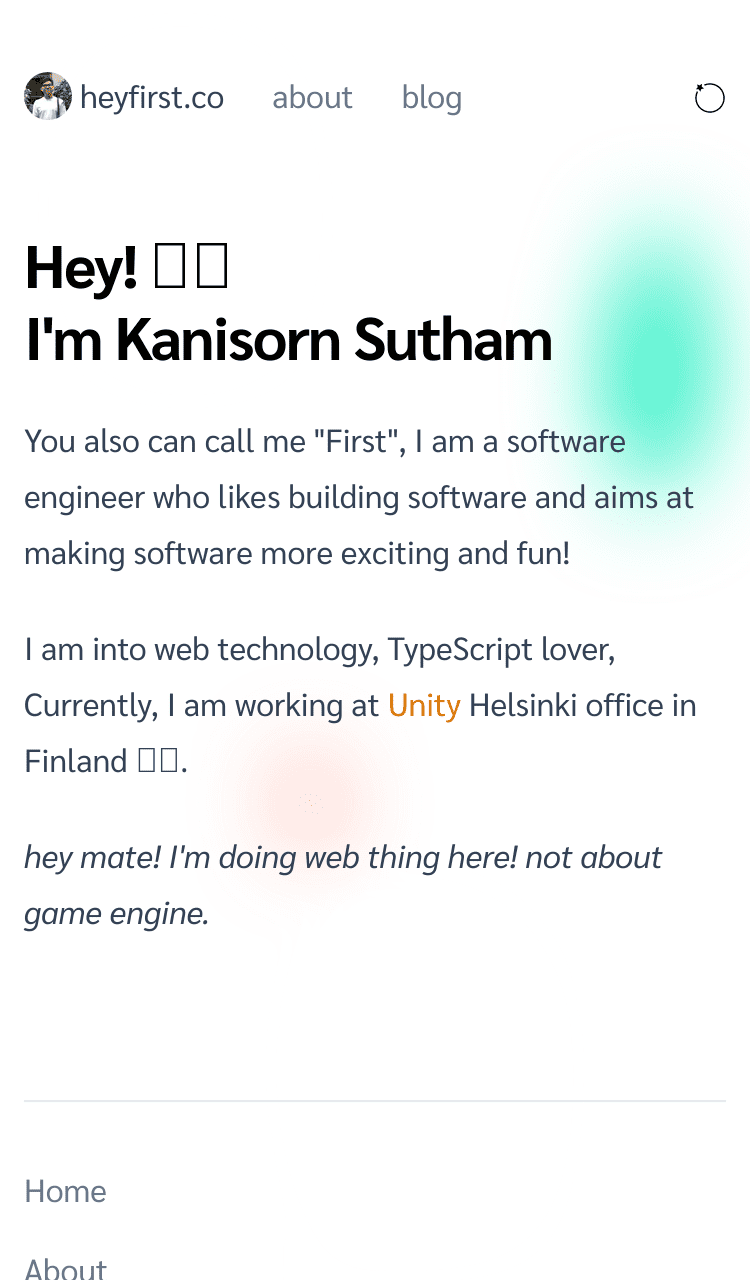 heyfirst.co about blog
Hey! 
I'm Kanisorn Sutham
You also can call me "First", I am a software
engineer who likes building software and aims at
making software more exciting and fun!
I am into web technology, TypeScript lover,
Currently, I am working at Unity Helsinki office in
Finland .
hey mate! I'm doing web thing here! not about
game engine.
Home
About